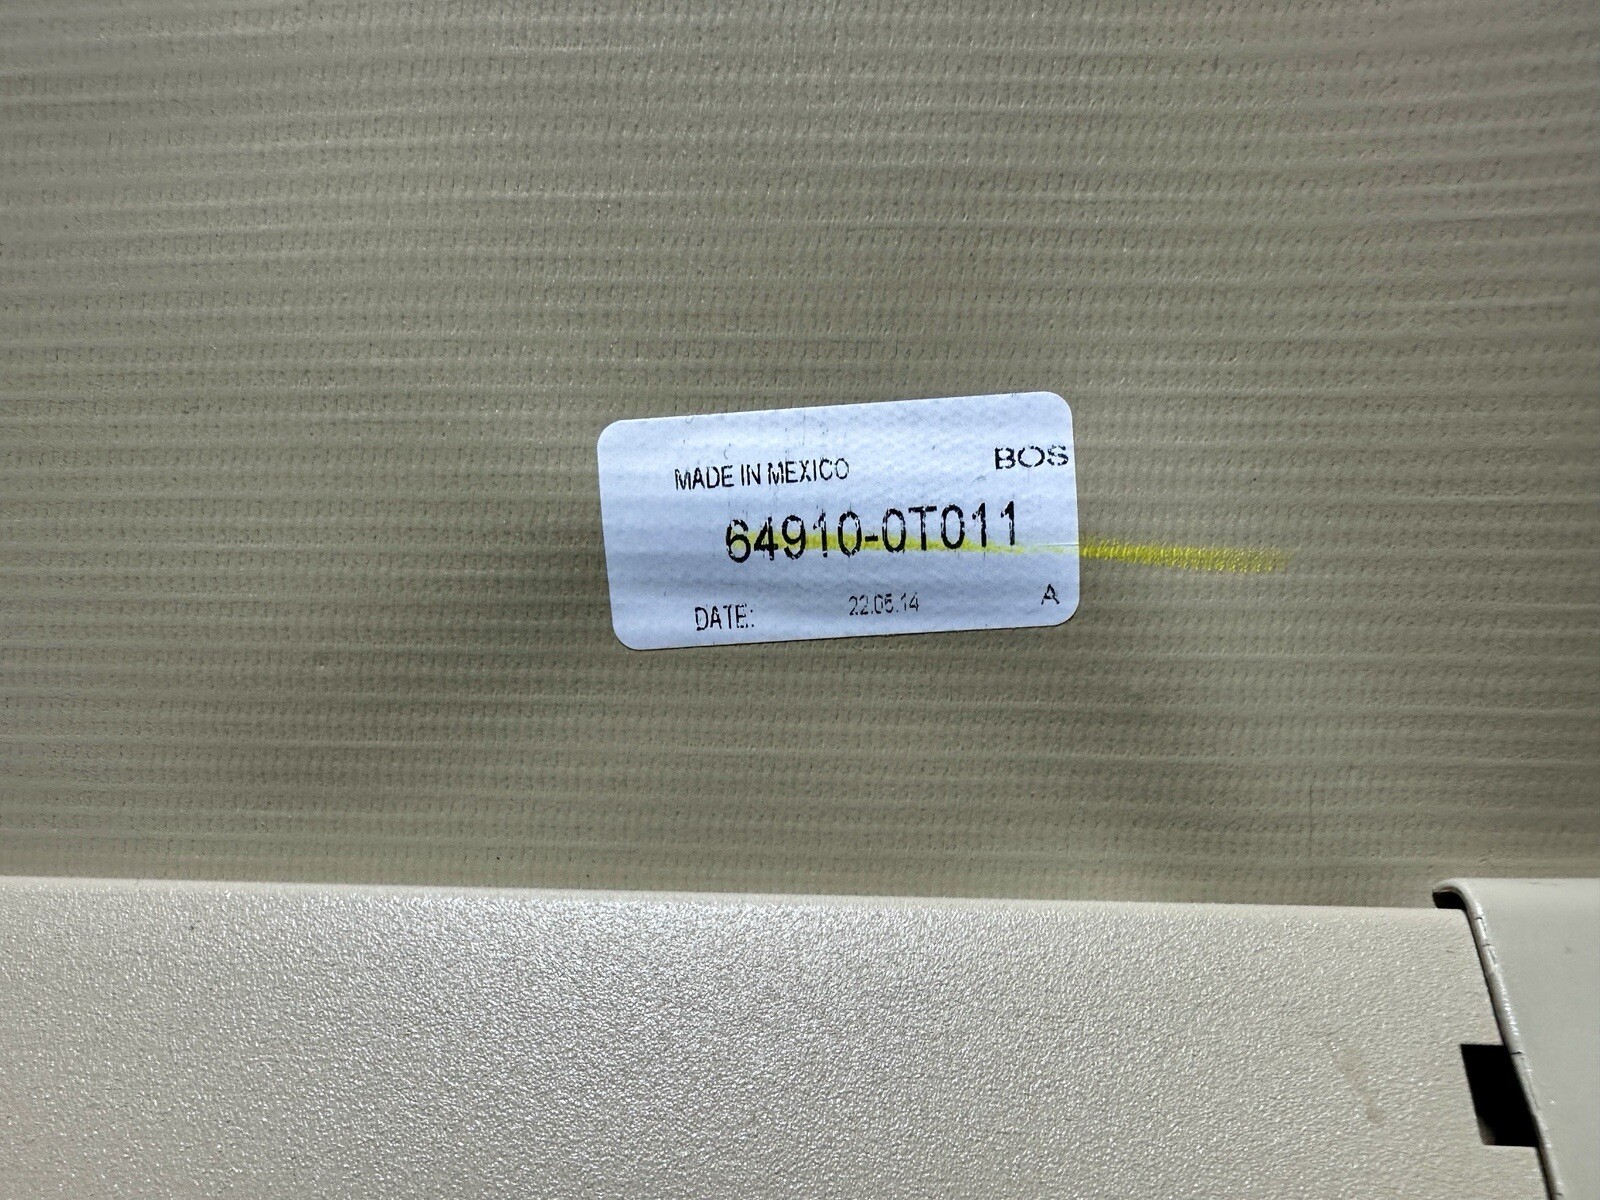 MADE IN MEXICO BOS
64910-0T011
DATE: 22.05.14 A